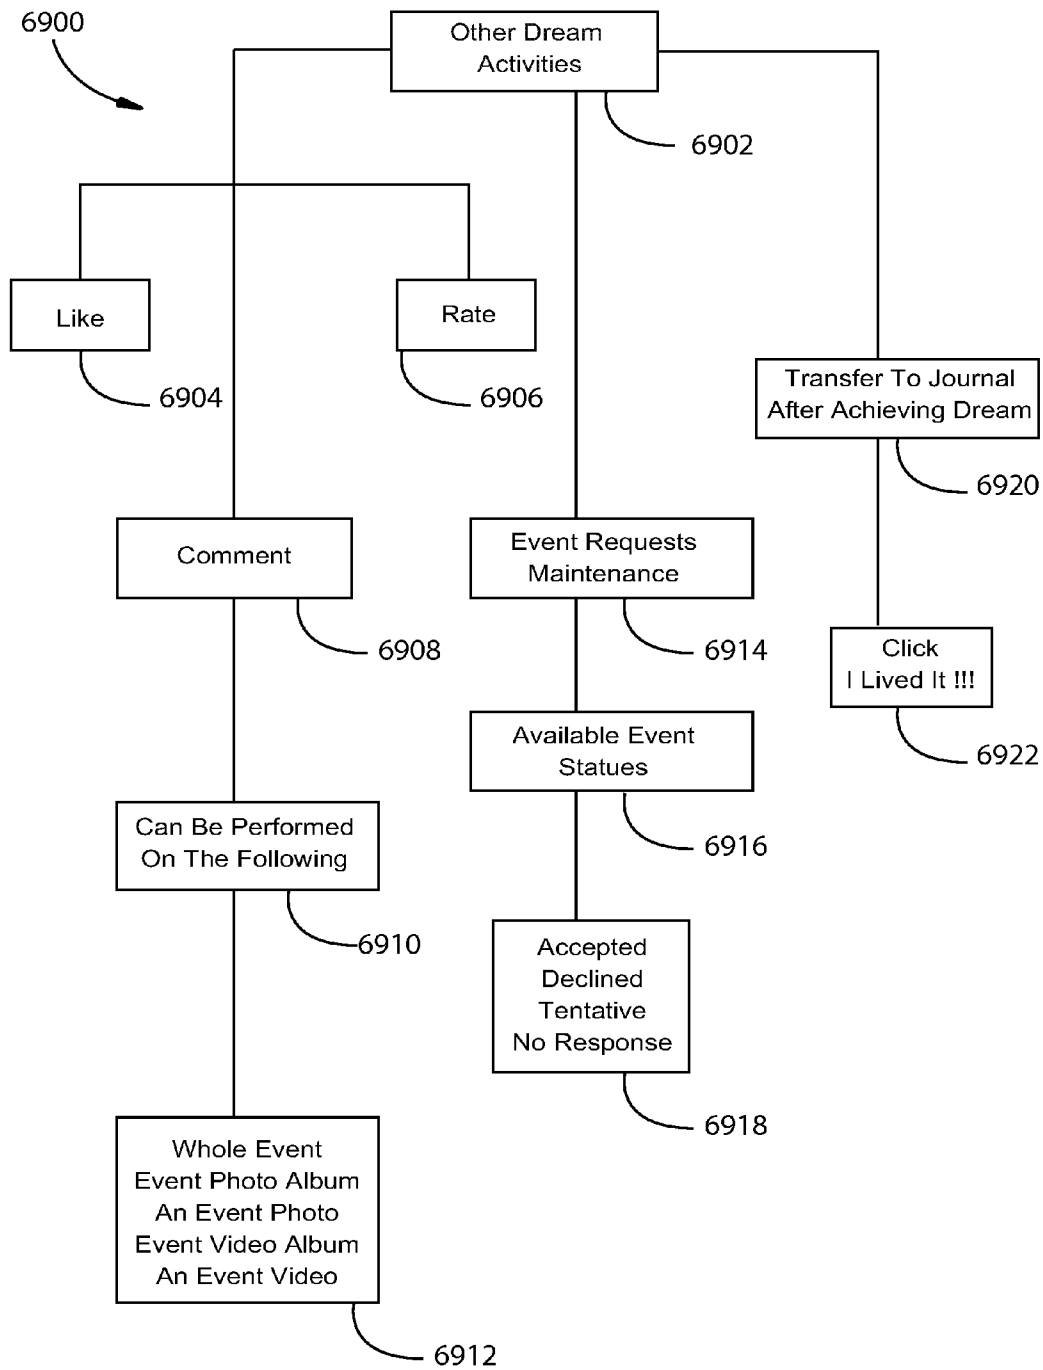 6900
Other Dream
Activities
6902
Like
6904
Rate
6906
Transfer To Journal
After Achieving Dream
6920
Comment
6908
Event Requests
Maintenance
6914
Click
I Lived It !!!
6922
Available Event
Statues
6916
Can Be Performed
On The Following
6910
Accepted
Declined
Tentative
No Response
6918
Whole Event
Event Photo Album
An Event Photo
Event Video Album
An Event Video
6912